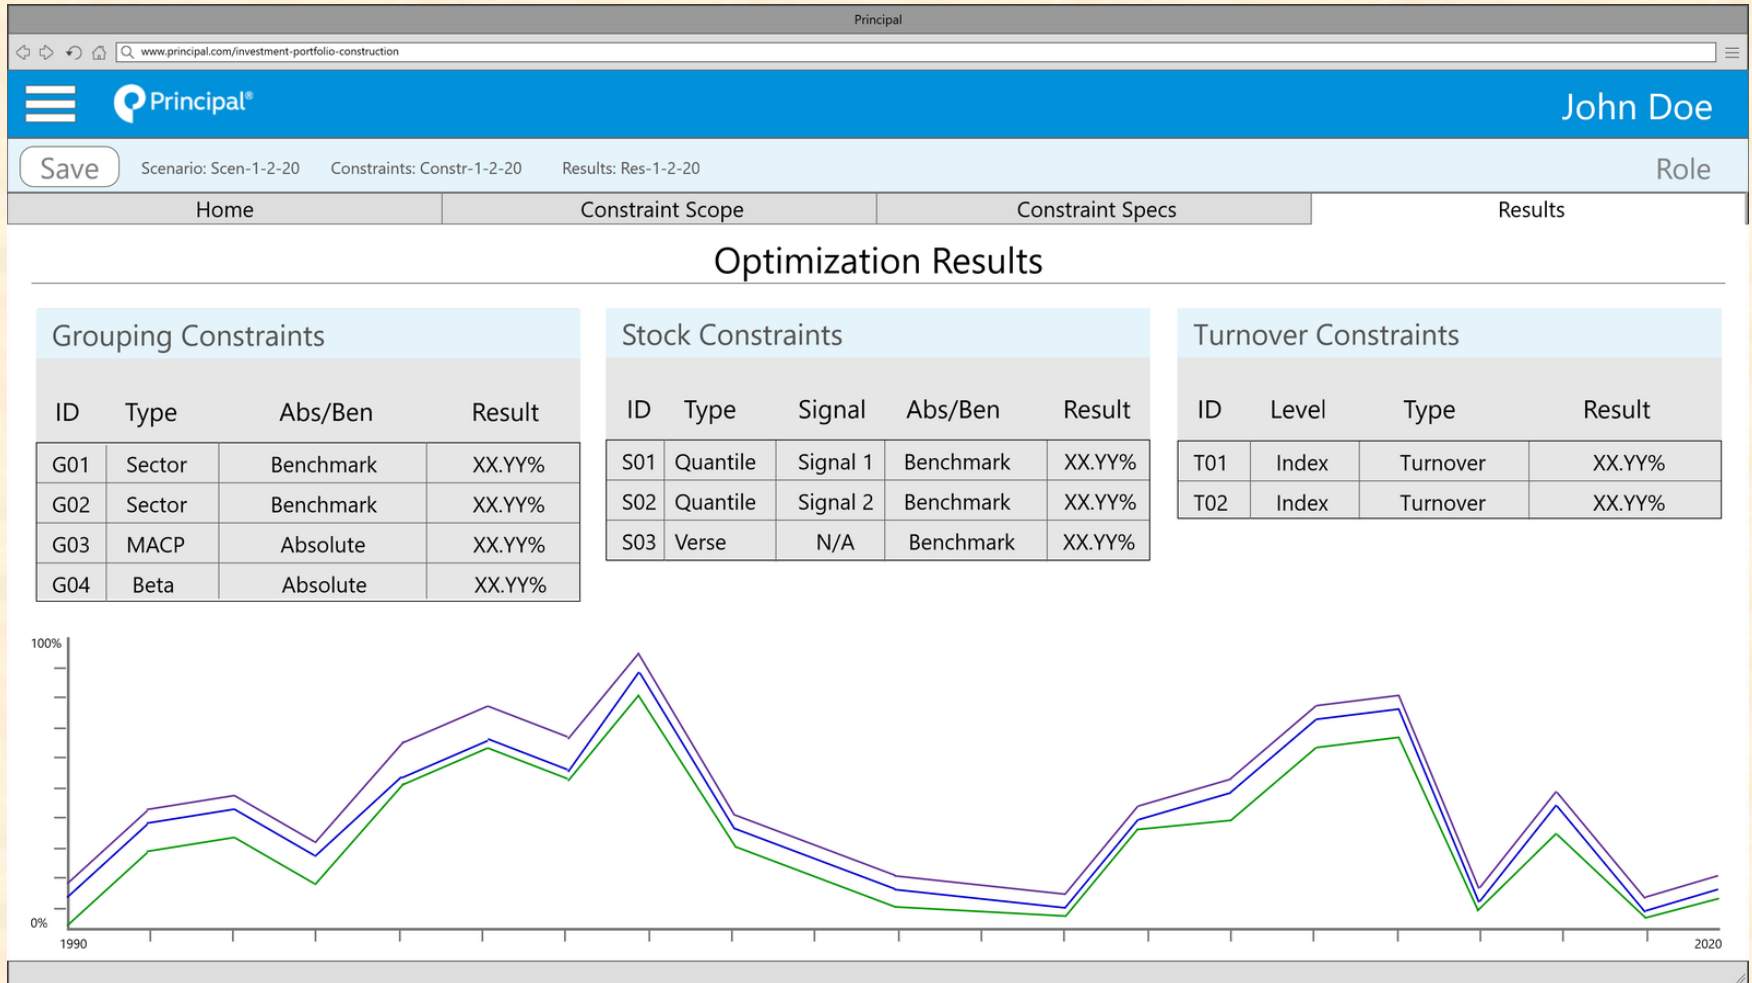 Principal
www.principal.com/investment-portfolio-construction
Principal®
John Doe
Save
Scenario: Scen-1-2-20
Constraints: Constr-1-2-20
Results: Res-1-2-20
Role
Home
Constraint Scope
Constraint Specs
Results
Optimization Results
Grouping Constraints
ID Type Abs/Ben Result
G01 Sector Benchmark XX.YY%
G02 Sector Benchmark XX.YY%
G03 MACP Absolute XX.YY%
G04 Beta Absolute XX.YY%
Stock Constraints
ID Type Signal Abs/Ben Result
S01 Quantile Signal 1 Benchmark XX.YY%
S02 Quantile Signal 2 Benchmark XX.YY%
S03 Verse N/A Benchmark XX.YY%
Turnover Constraints
ID Level Type Result
T01 Index Turnover XX.YY%
T02 Index Turnover XX.YY%
100%
0%
1990
2020